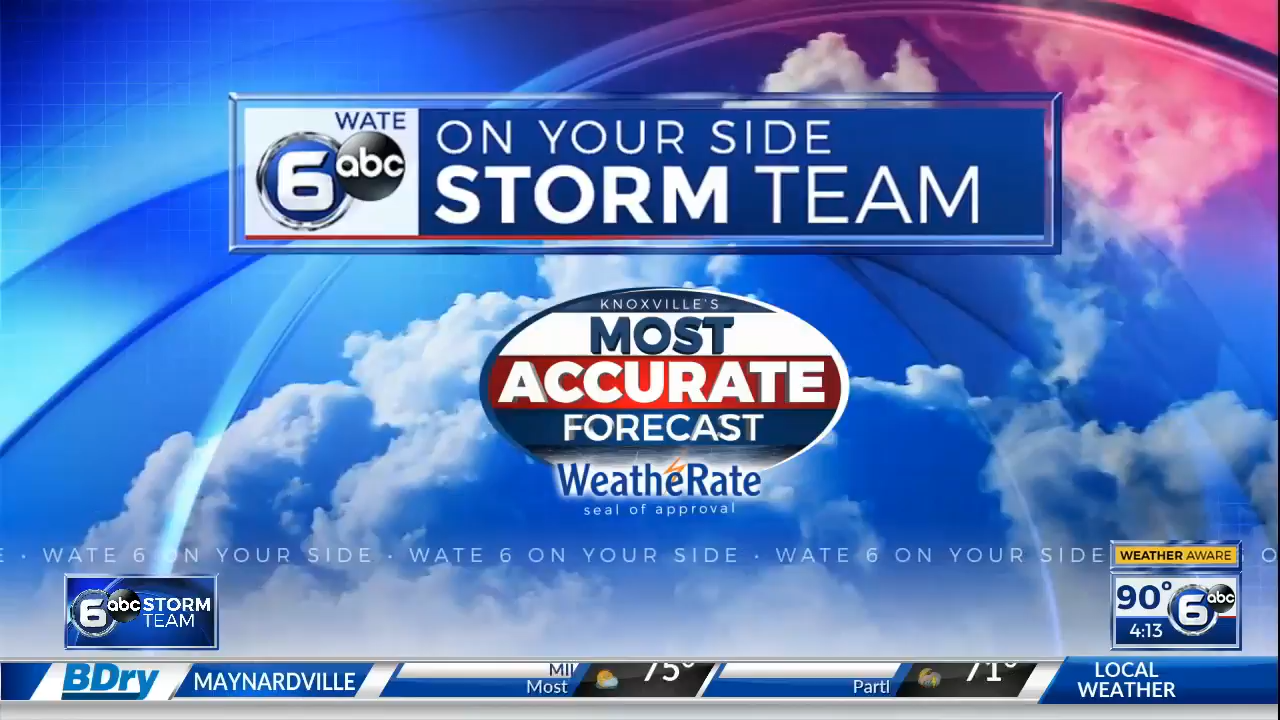 WATE
6 abc
ON YOUR SIDE
STORM TEAM
KNOXVILLE'S
MOST
ACCURATE
FORECAST
WeatheRate
seal of approval
· WATE 6 ON YOUR SIDE · WATE 6 ON YOUR SIDE · WATE 6 ON YOUR SIDE
WEATHER AWARE
6 abc STORM
TEAM
90° 6 abc
4:13
BDry
MAYNARDVILLE
Most
75°
71°
LOCAL
WEATHER